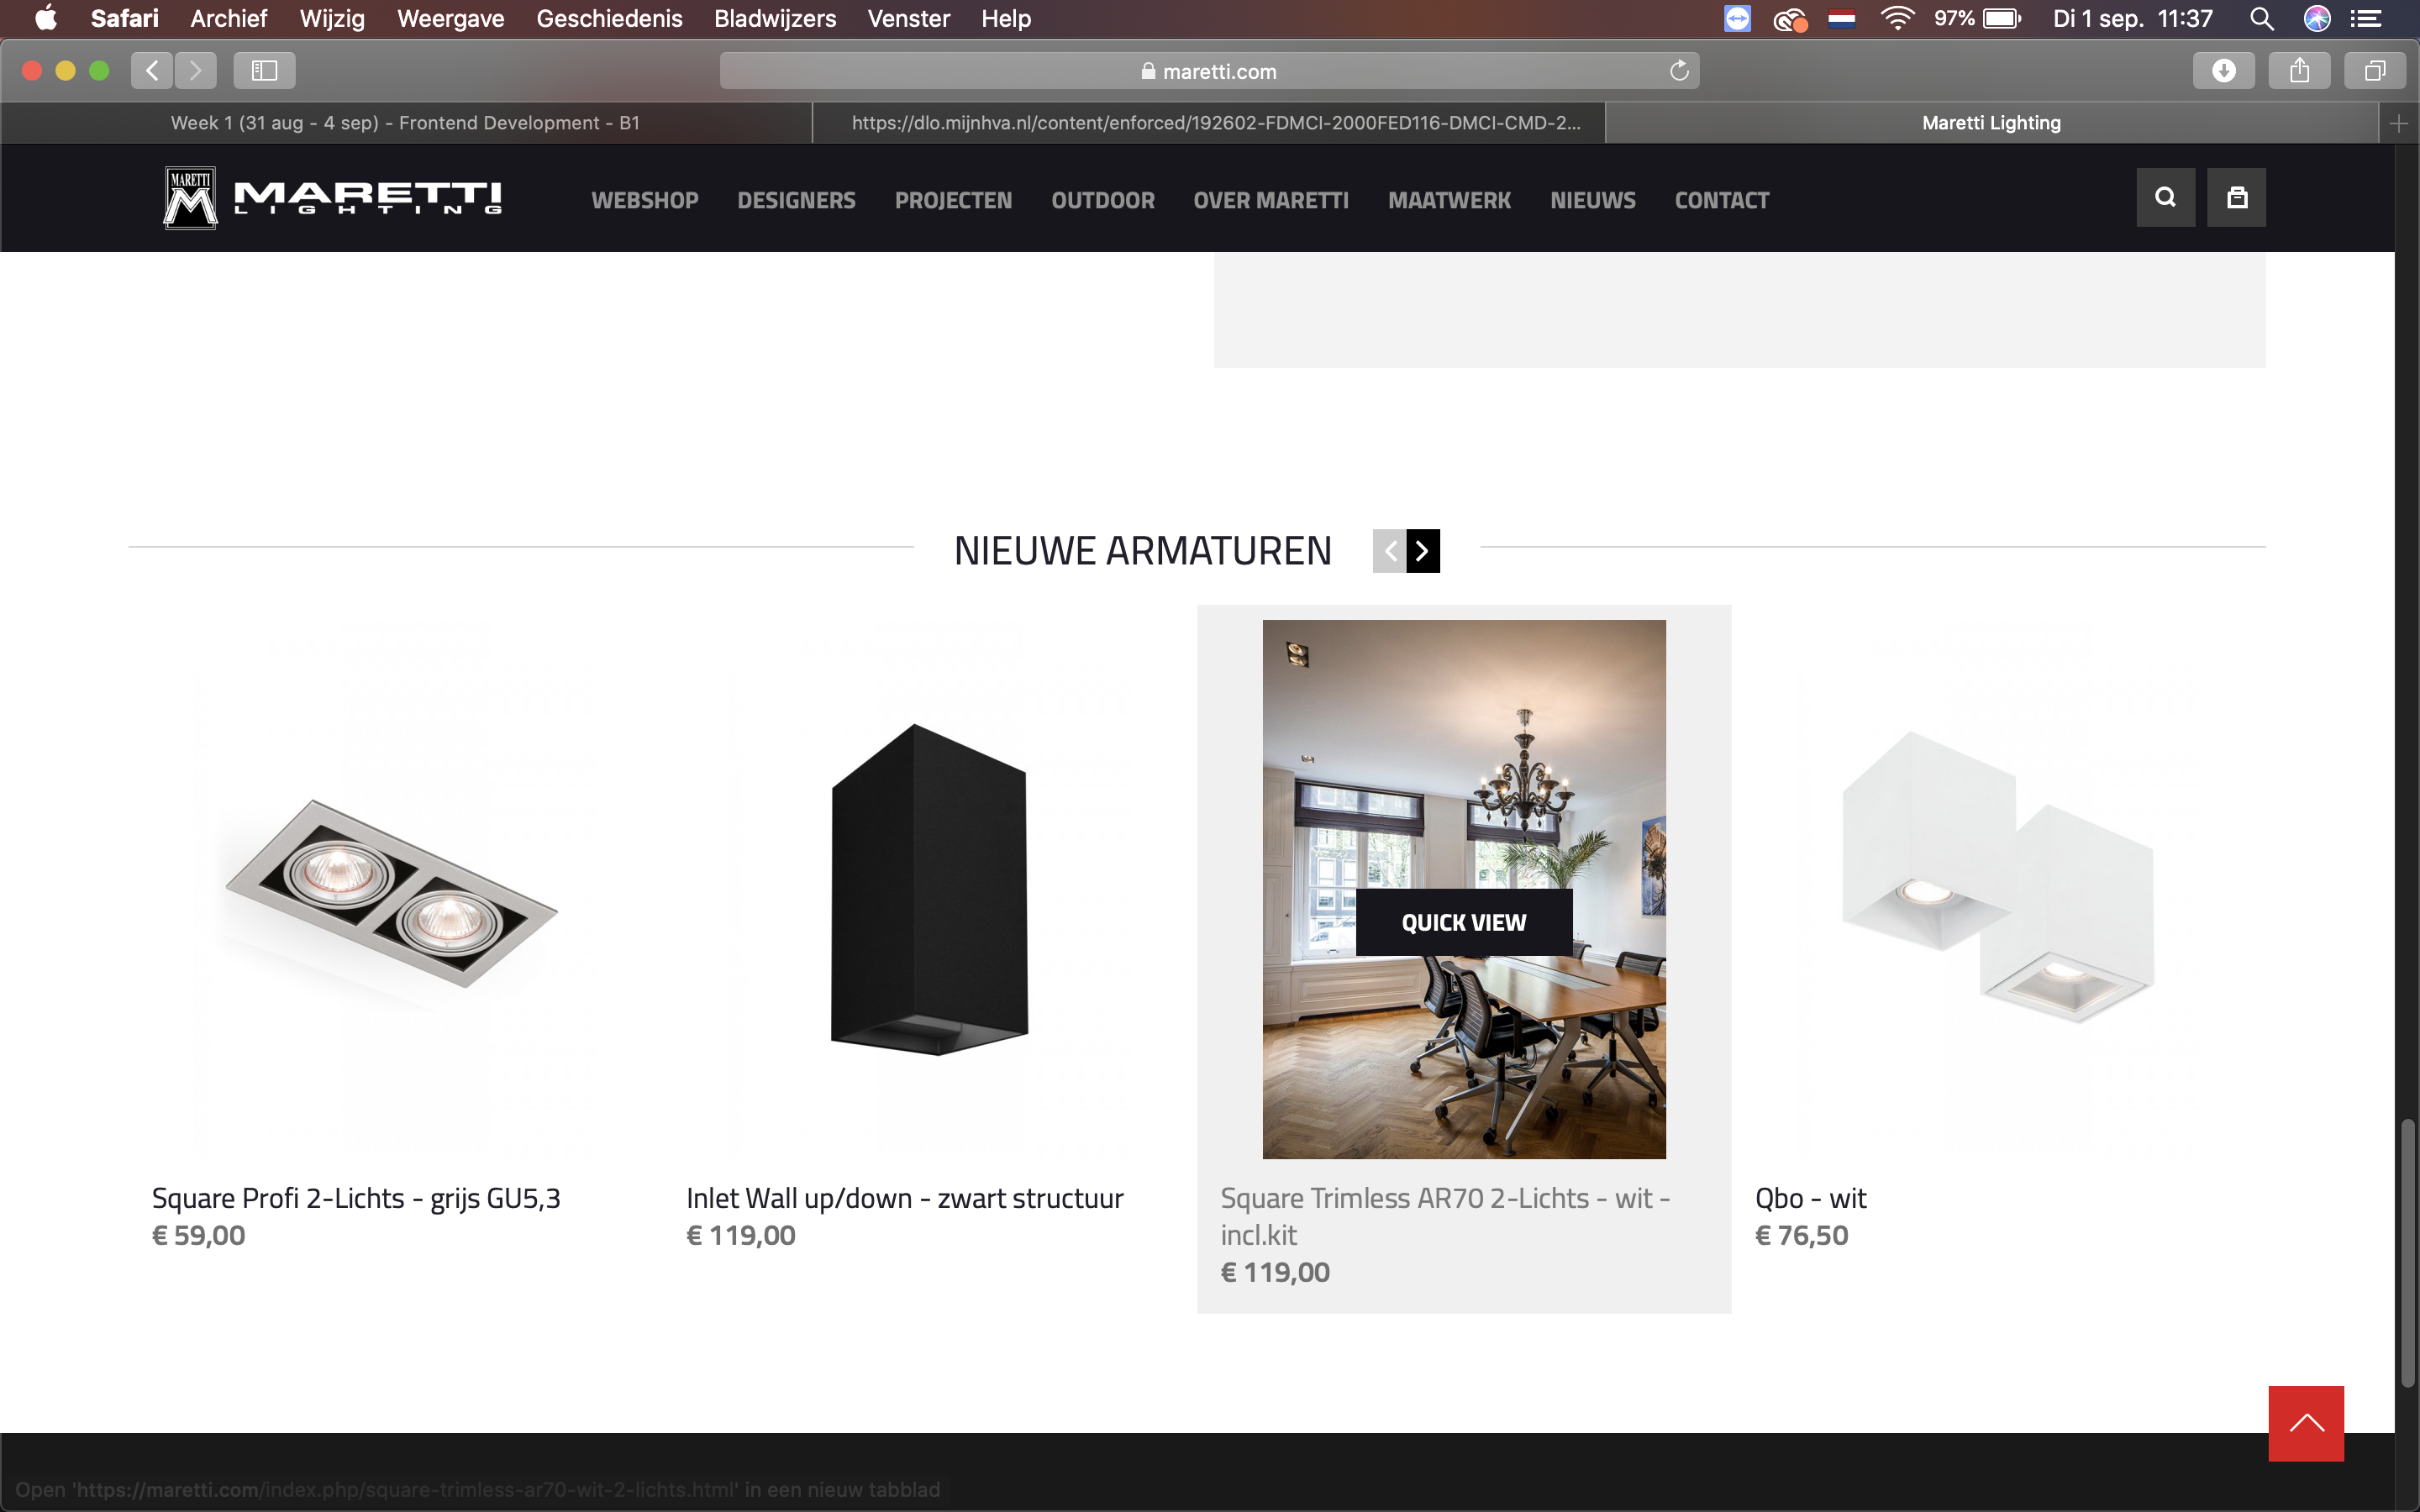 Safari Archief Wijzig Weergave Geschiedenis Bladwijzers Venster Help 97% Di 1 sep. 11:37
maretti.com
Week 1 (31 aug - 4 sep) - Frontend Development - B1 https://dlo.mijnhva.nl/content/enforced/192602-FDMCI-2000FED116-DMCI-CMD-2... Maretti Lighting
MARETTI
MARETTI
LIGHTING
WEBSHOP DESIGNERS PROJECTEN OUTDOOR OVER MARETTI MAATWERK NIEUWS CONTACT
NIEUWE ARMATUREN
QUICK VIEW
Square Profi 2-Lichts - grijs GU5,3
€ 59,00
Inlet Wall up/down - zwart structuur
€ 119,00
Square Trimless AR70 2-Lichts - wit -
incl.kit
€ 119,00
Qbo - wit
€ 76,50
Open 'https://maretti.com/index.php/square-trimless-ar70-wit-2-lichts.html' in een nieuw tabblad